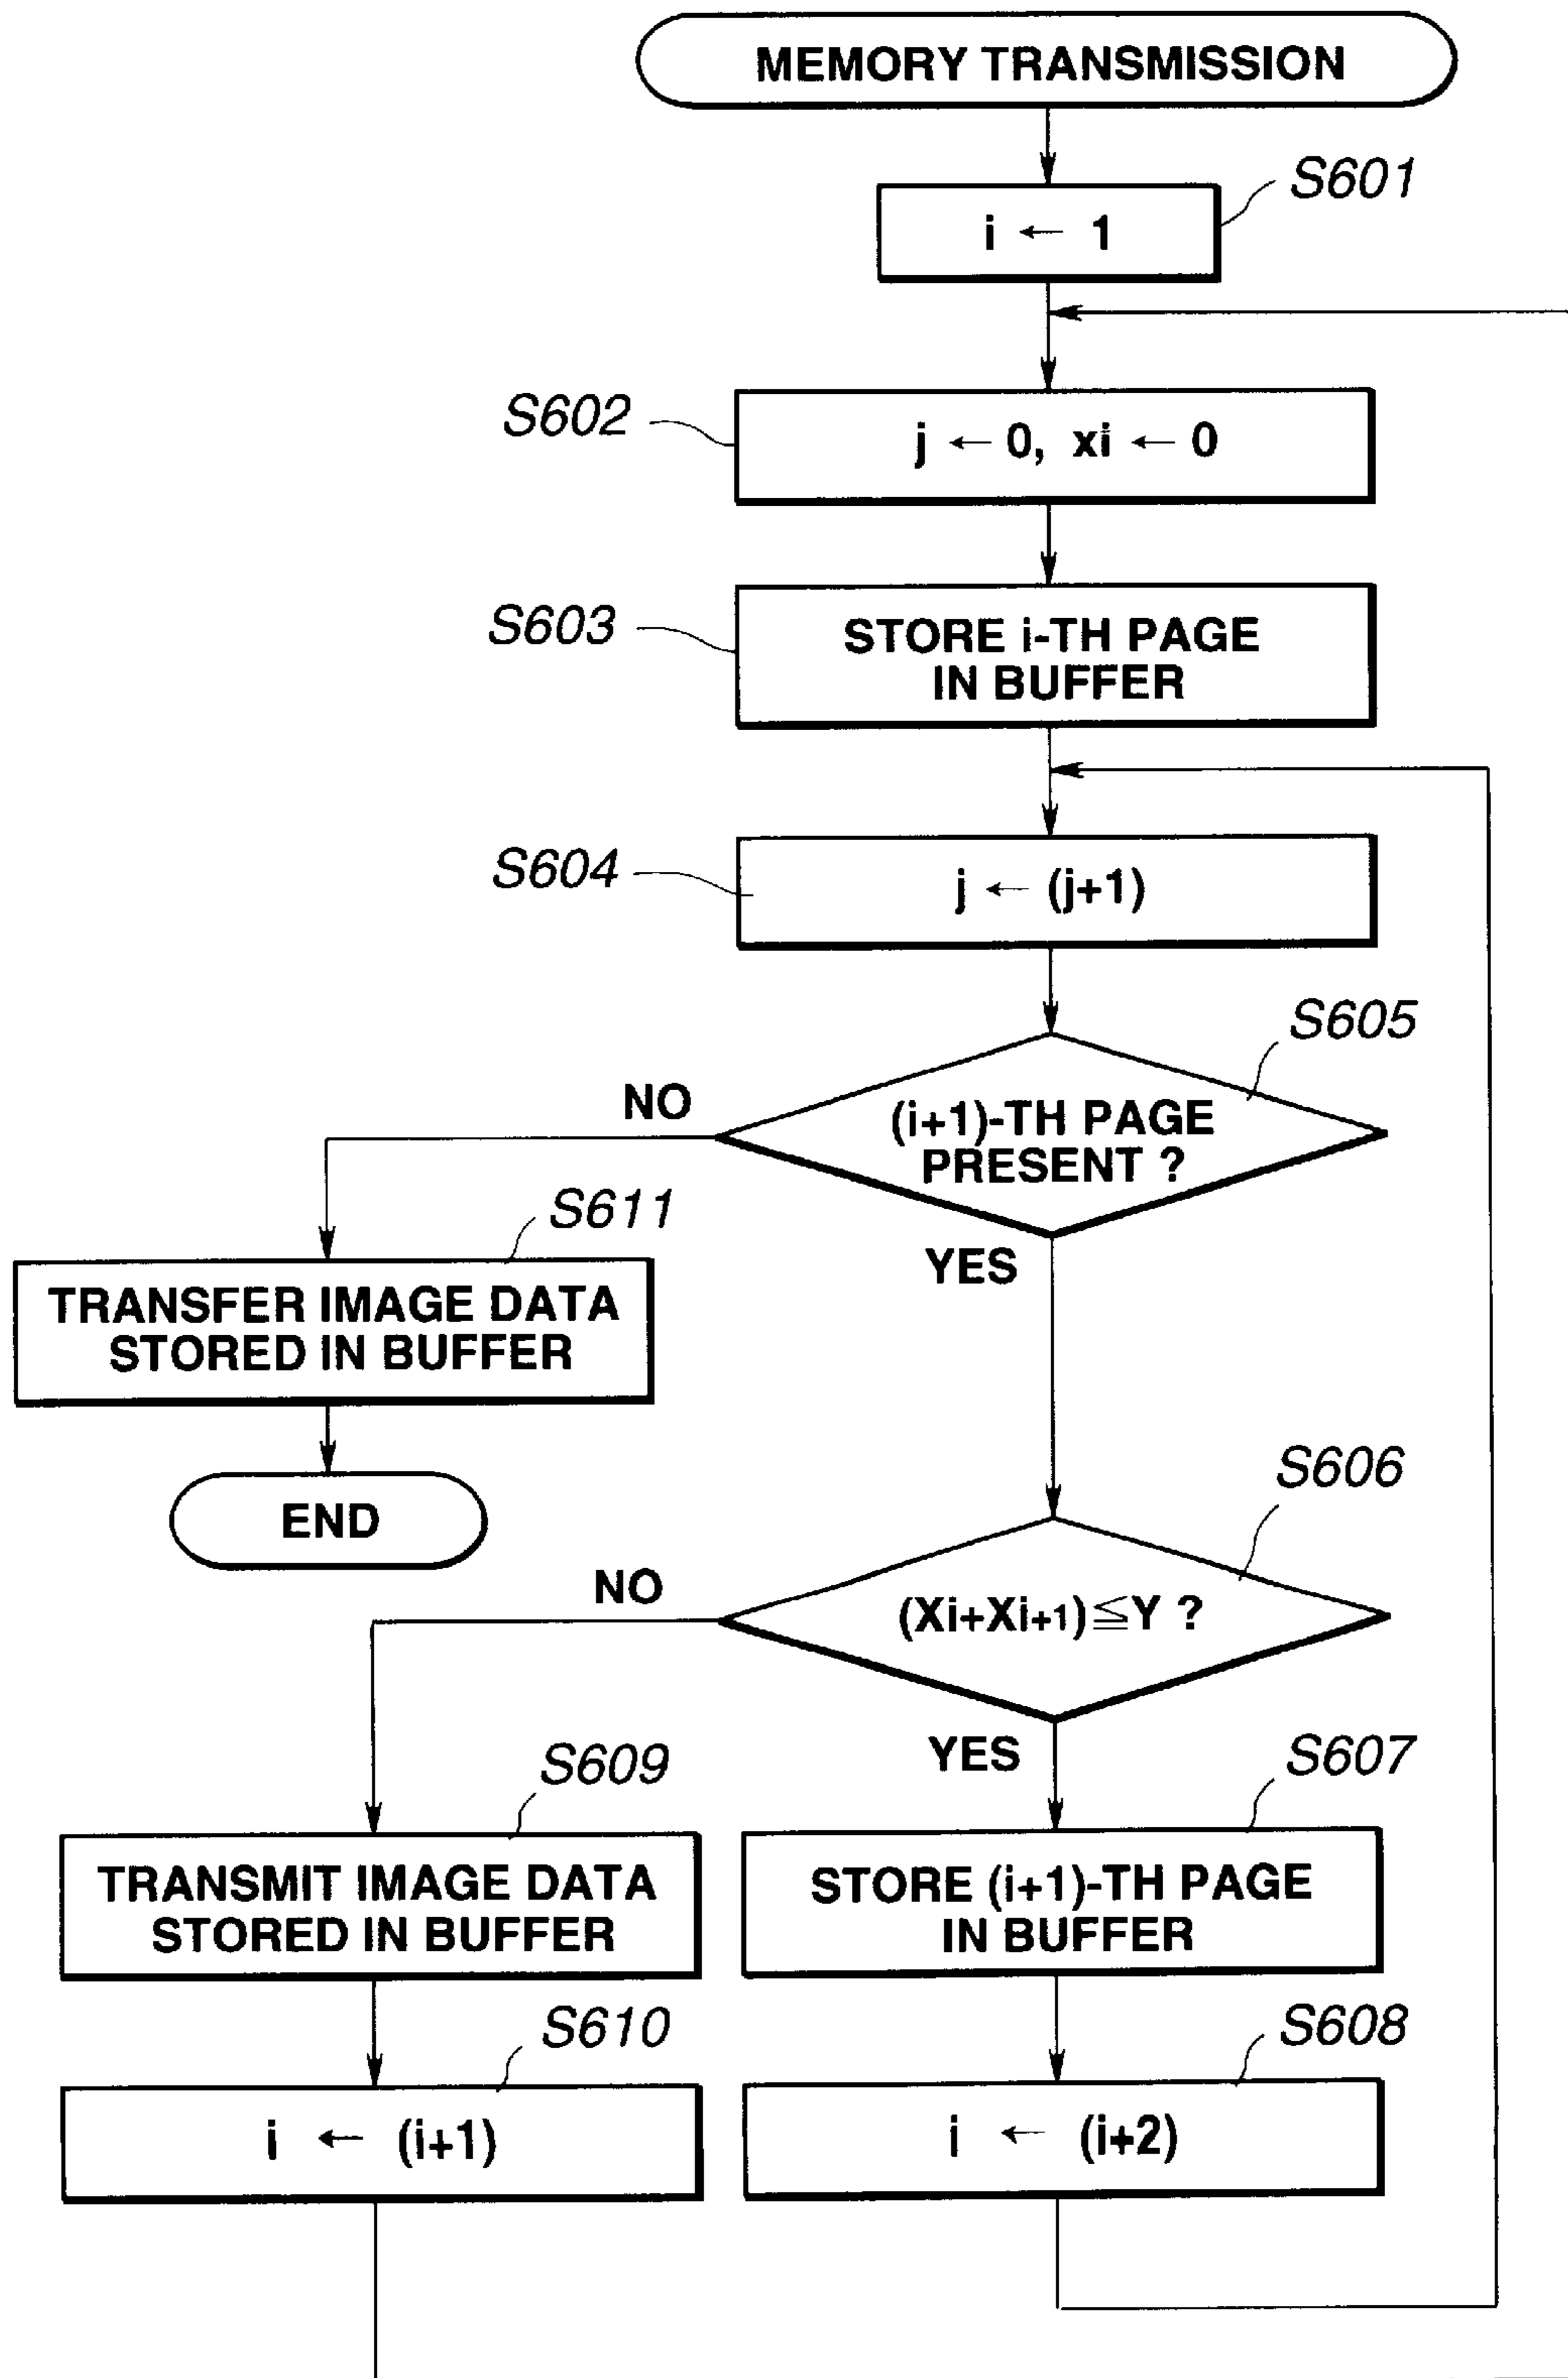 MEMORY TRANSMISSION
S601
i ← 1
S602
j ← 0, xi ← 0
S603
STORE i-TH PAGE
IN BUFFER
S604
j ← (j+1)
S605
NO
(i+1)-TH PAGE
PRESENT ?
S611
YES
TRANSFER IMAGE DATA
STORED IN BUFFER
S606
END
NO
(Xi+Xi+1)≦Y ?
S609
YES
S607
TRANSMIT IMAGE DATA
STORED IN BUFFER
STORE (i+1)-TH PAGE
IN BUFFER
S610
S608
i ← (i+1)
i ← (i+2)